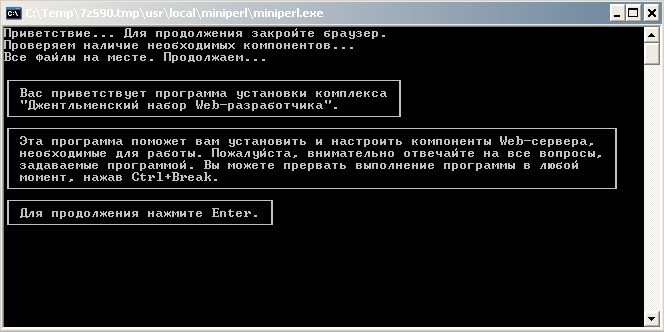 C:\Temp\7zS90.tmp\usr\local\miniperl\miniperl.exe
Приветствие... Для продолжения закройте браузер.
Проверяем наличие необходимых компонентов...
Все файлы на месте. Продолжаем...
Вас приветствует программа установки комплекса
"Джентльменский набор Web-разработчика".
Эта программа поможет вам установить и настроить компоненты Web-сервера,
необходимые для работы. Пожалуйста, внимательно отвечайте на все вопросы,
задаваемые программой. Вы можете прервать выполнение программы в любой
момент, нажав Ctrl+Break.
Для продолжения нажмите Enter.